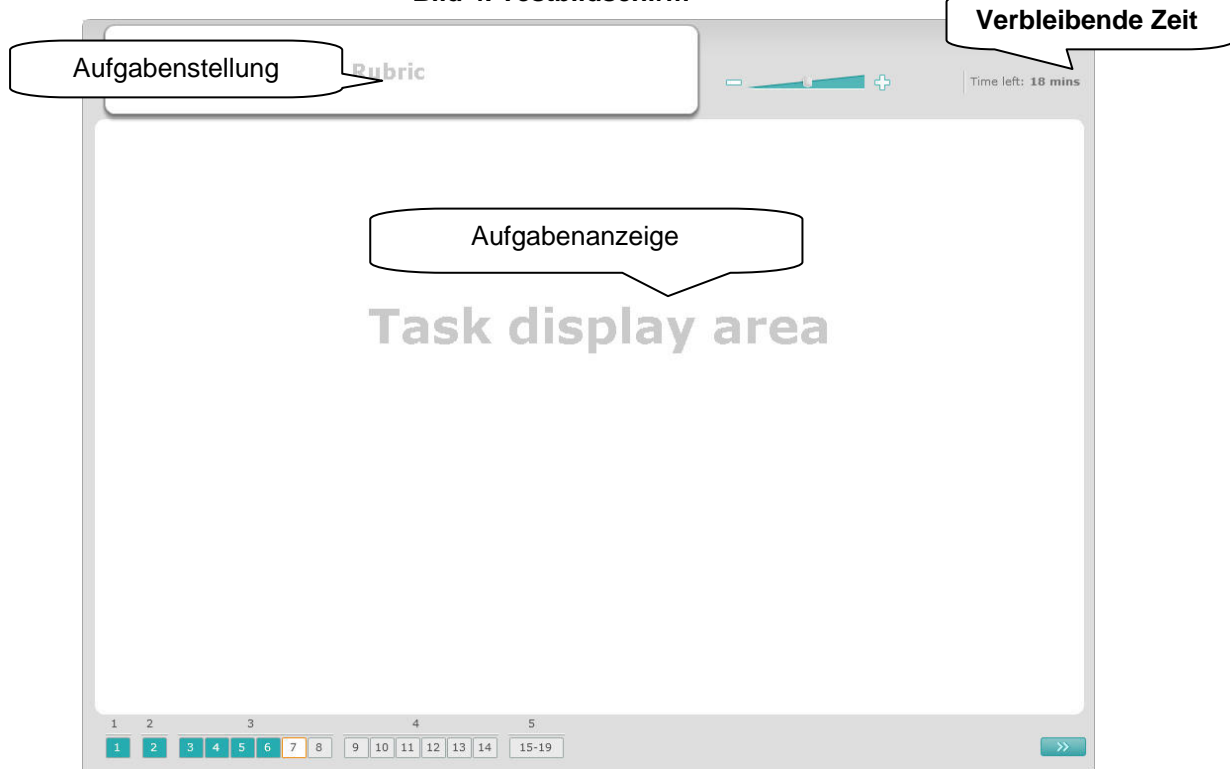 Verbleibende Zeit
Aufgabenstellung
Rubric
Time left: 18 mins
Aufgabenanzeige
Task display area
1 2 3 4 5
1 2 3 4 5 6 7 8 9 10 11 12 13 14 15-19
>>